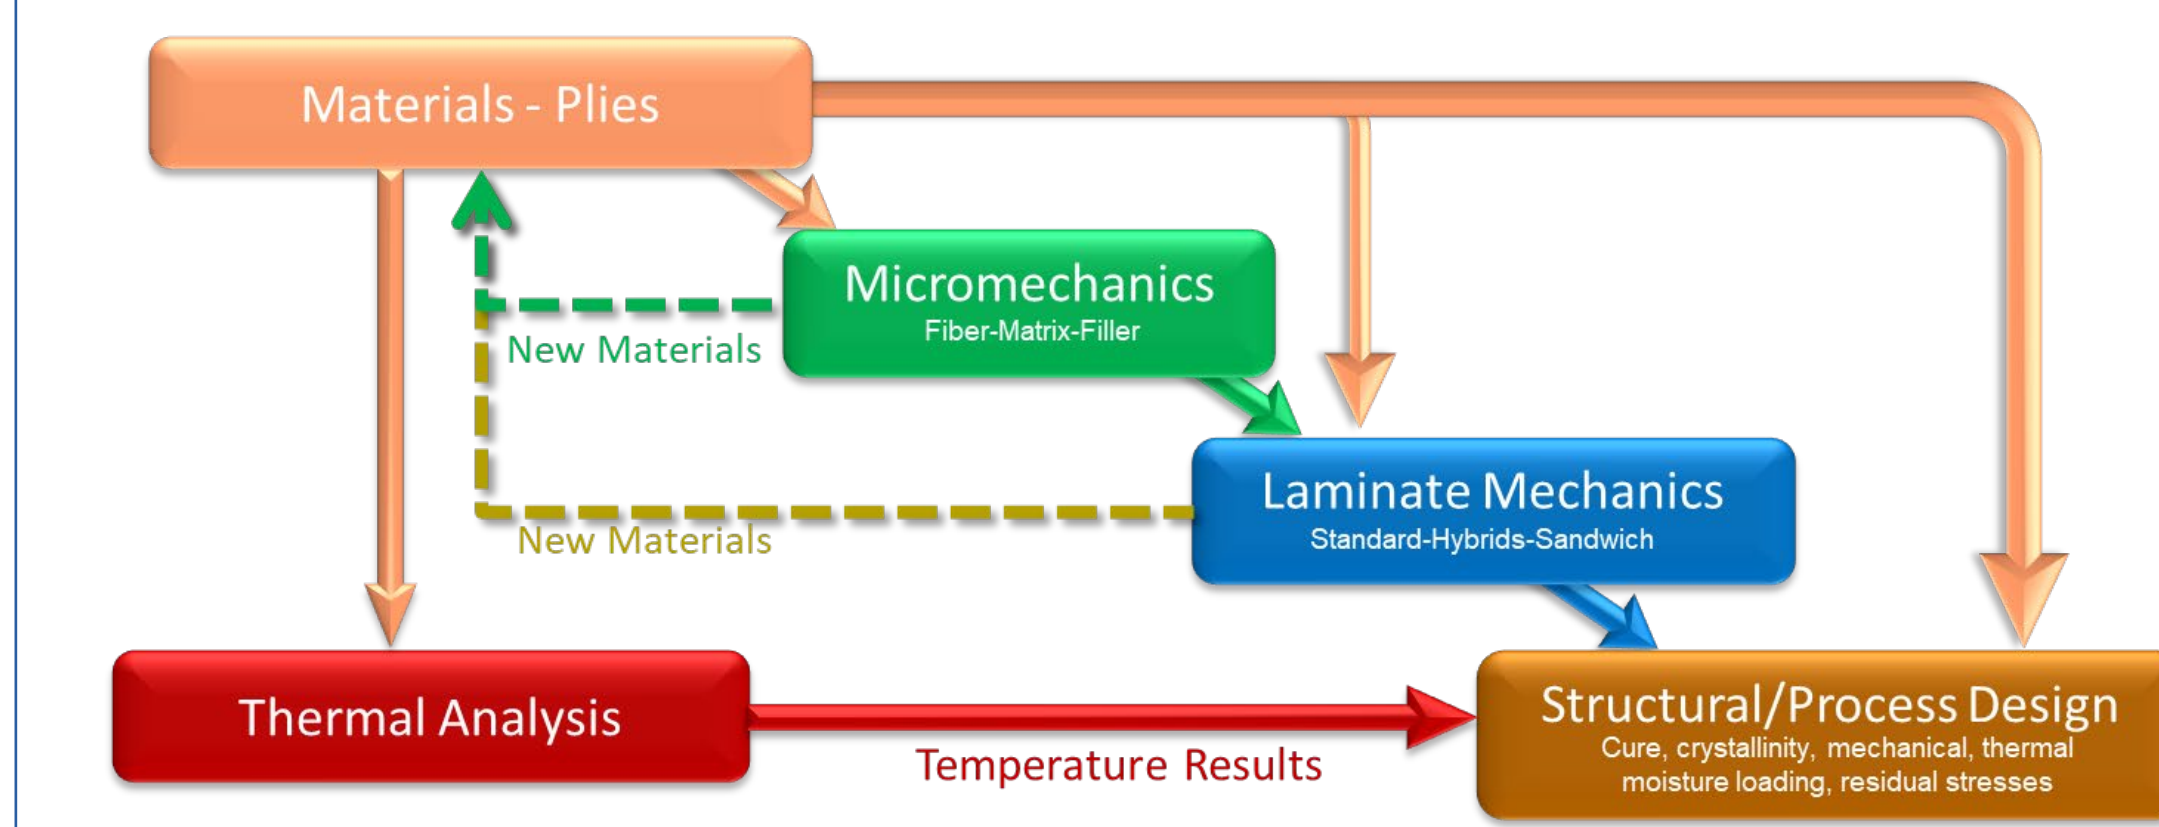 Materials - Plies
Micromechanics
Fiber-Matrix-Filler
New Materials
Laminate Mechanics
Standard-Hybrids-Sandwich
New Materials
Thermal Analysis
Temperature Results
Structural/Process Design
Cure, crystallinity, mechanical, thermal
moisture loading, residual stresses